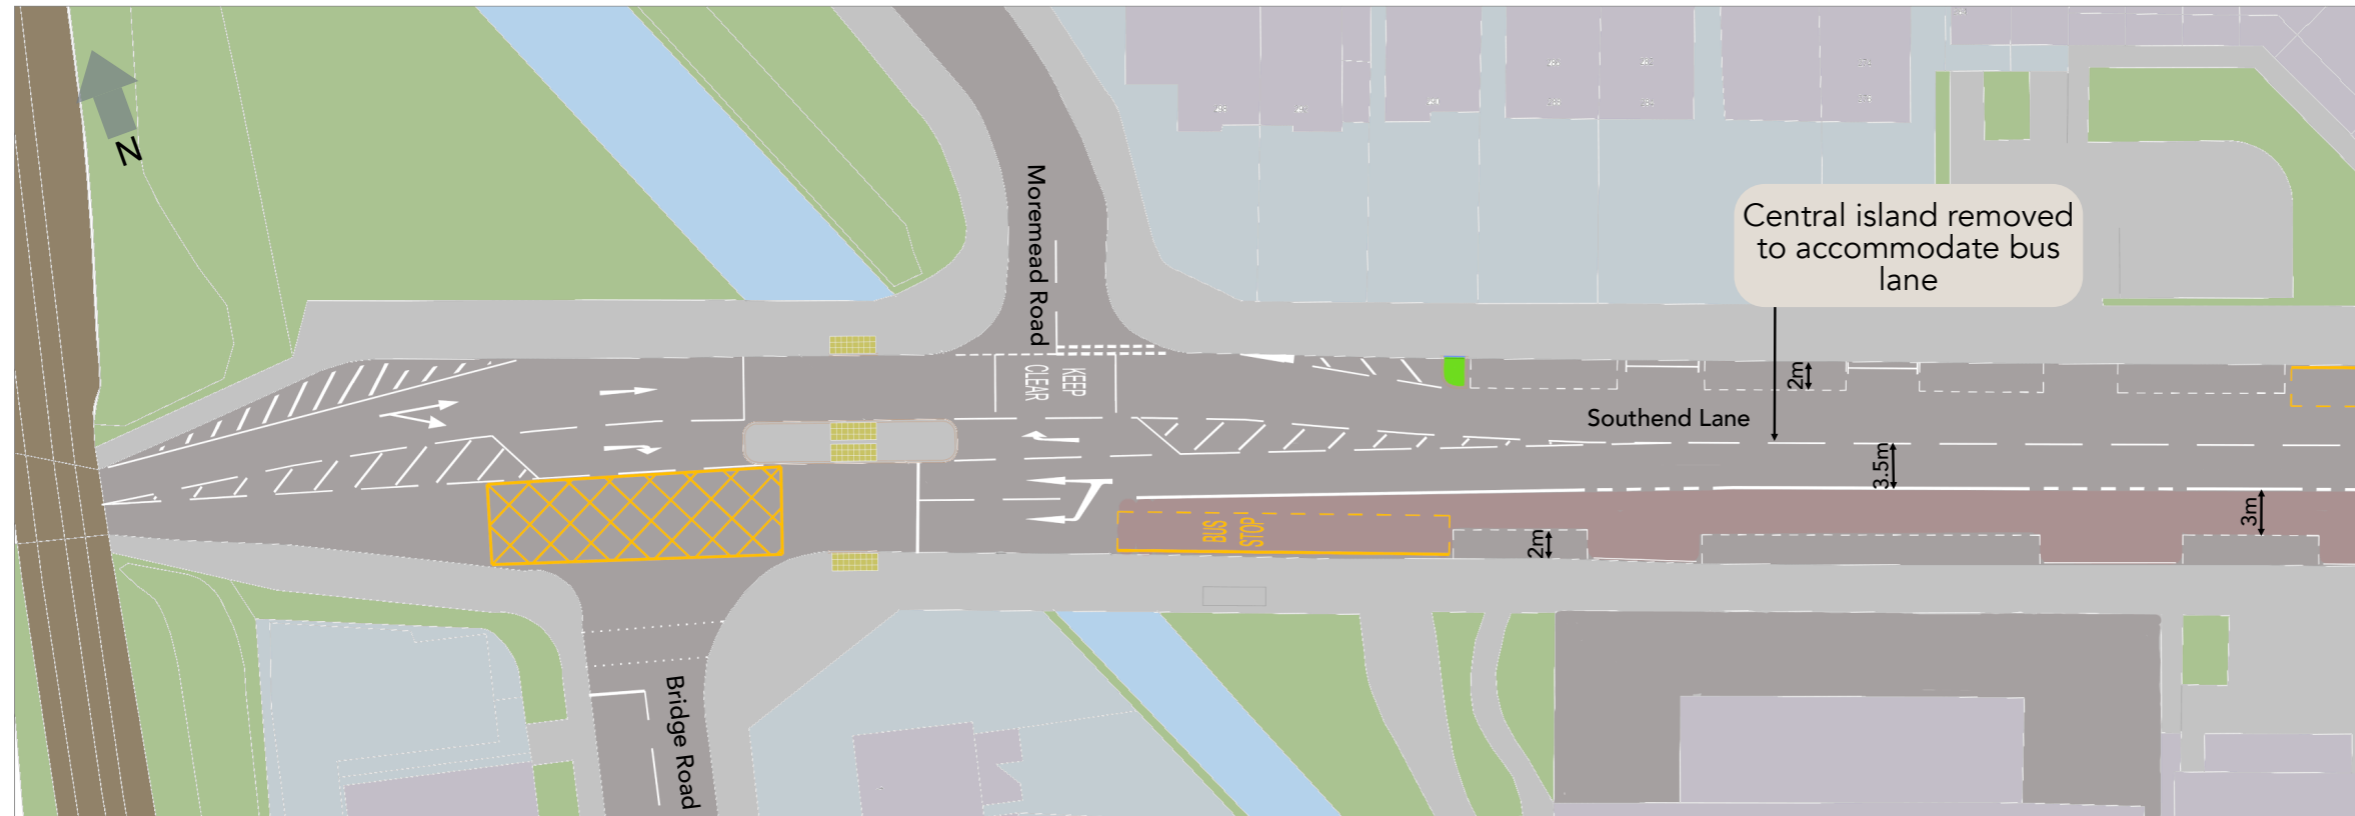 N
Moremead Road
Central island removed
to accommodate bus
lane
KEEP
CLEAR
2m
Southend Lane
3.5m
BUS
STOP
2m
3m
Bridge Road